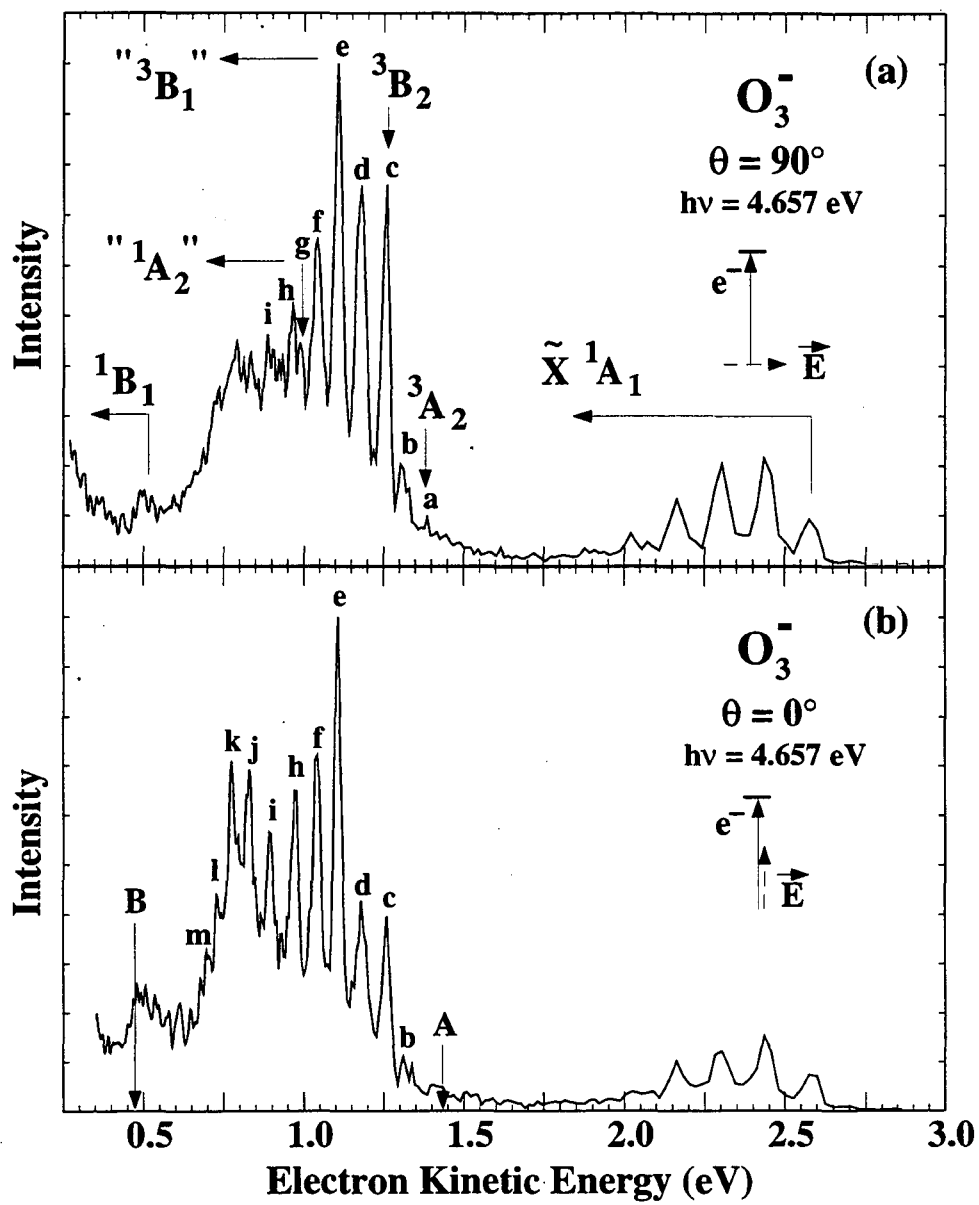 "³B₁"
e
³B₂
(a)
O₃⁻
θ = 90°
hν = 4.657 eV
d
c
f
g
"¹A₂"
h
i
e⁻
E⃗
¹B₁
X̃ ¹A₁
³A₂
b
a
Intensity
e
(b)
O₃⁻
θ = 0°
hν = 4.657 eV
k
j
f
h
i
e⁻
E⃗
l
d
c
B
m
A
b
Intensity
0.5 1.0 1.5 2.0 2.5 3.0
Electron Kinetic Energy (eV)